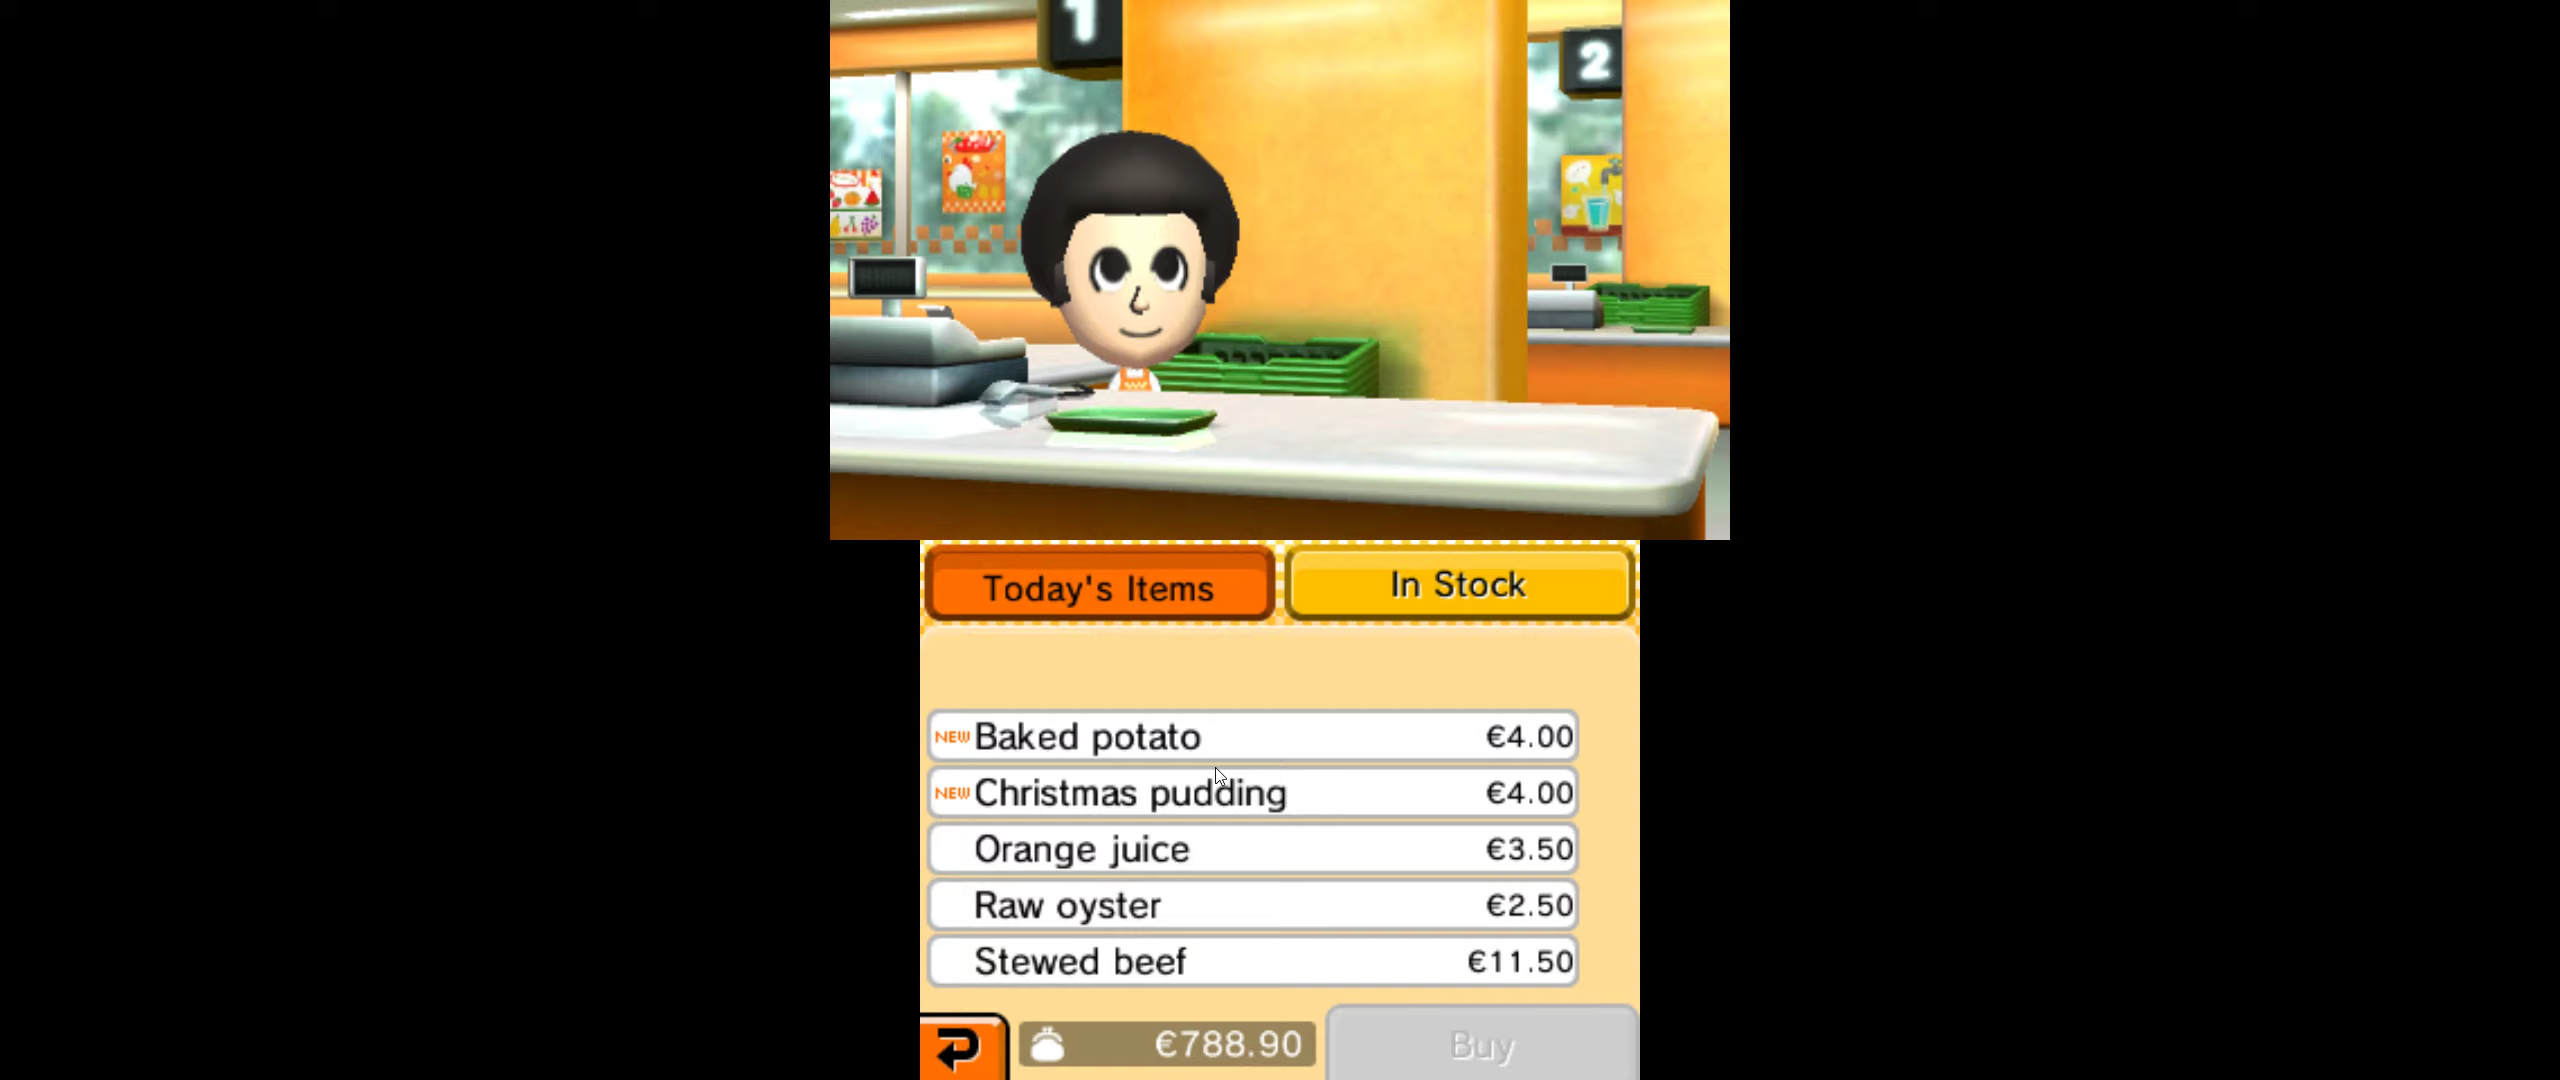 1
2
Today's Items
In Stock
NEW Baked potato €4.00
NEW Christmas pudding €4.00
Orange juice €3.50
Raw oyster €2.50
Stewed beef €11.50
€788.90
Buy